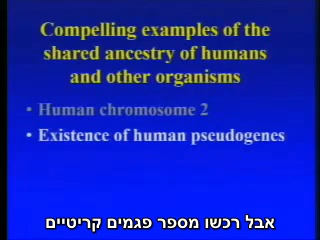 Compelling examples of the
shared ancestry of humans
and other organisms
• Human chromosome 2
• Existence of human pseudogenes
אבל רכשו מספר פגמים קריטיים